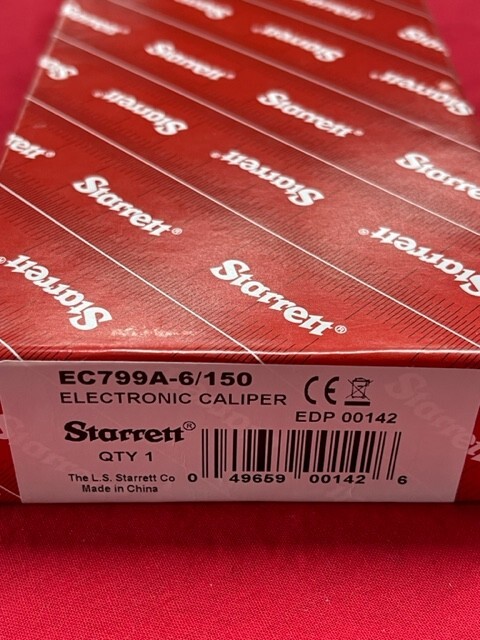 Starrett
Starrett
Starrett
Starrett
Starrett
Starrett
Starrett
Starrett
Starrett
Starrett®
Starrett
Starrett®
EC799A-6/150
ELECTRONIC CALIPER
CE
EDP 00142
Starrett®
QTY 1
The L.S. Starrett Co
Made in China
0 49659 00142 6